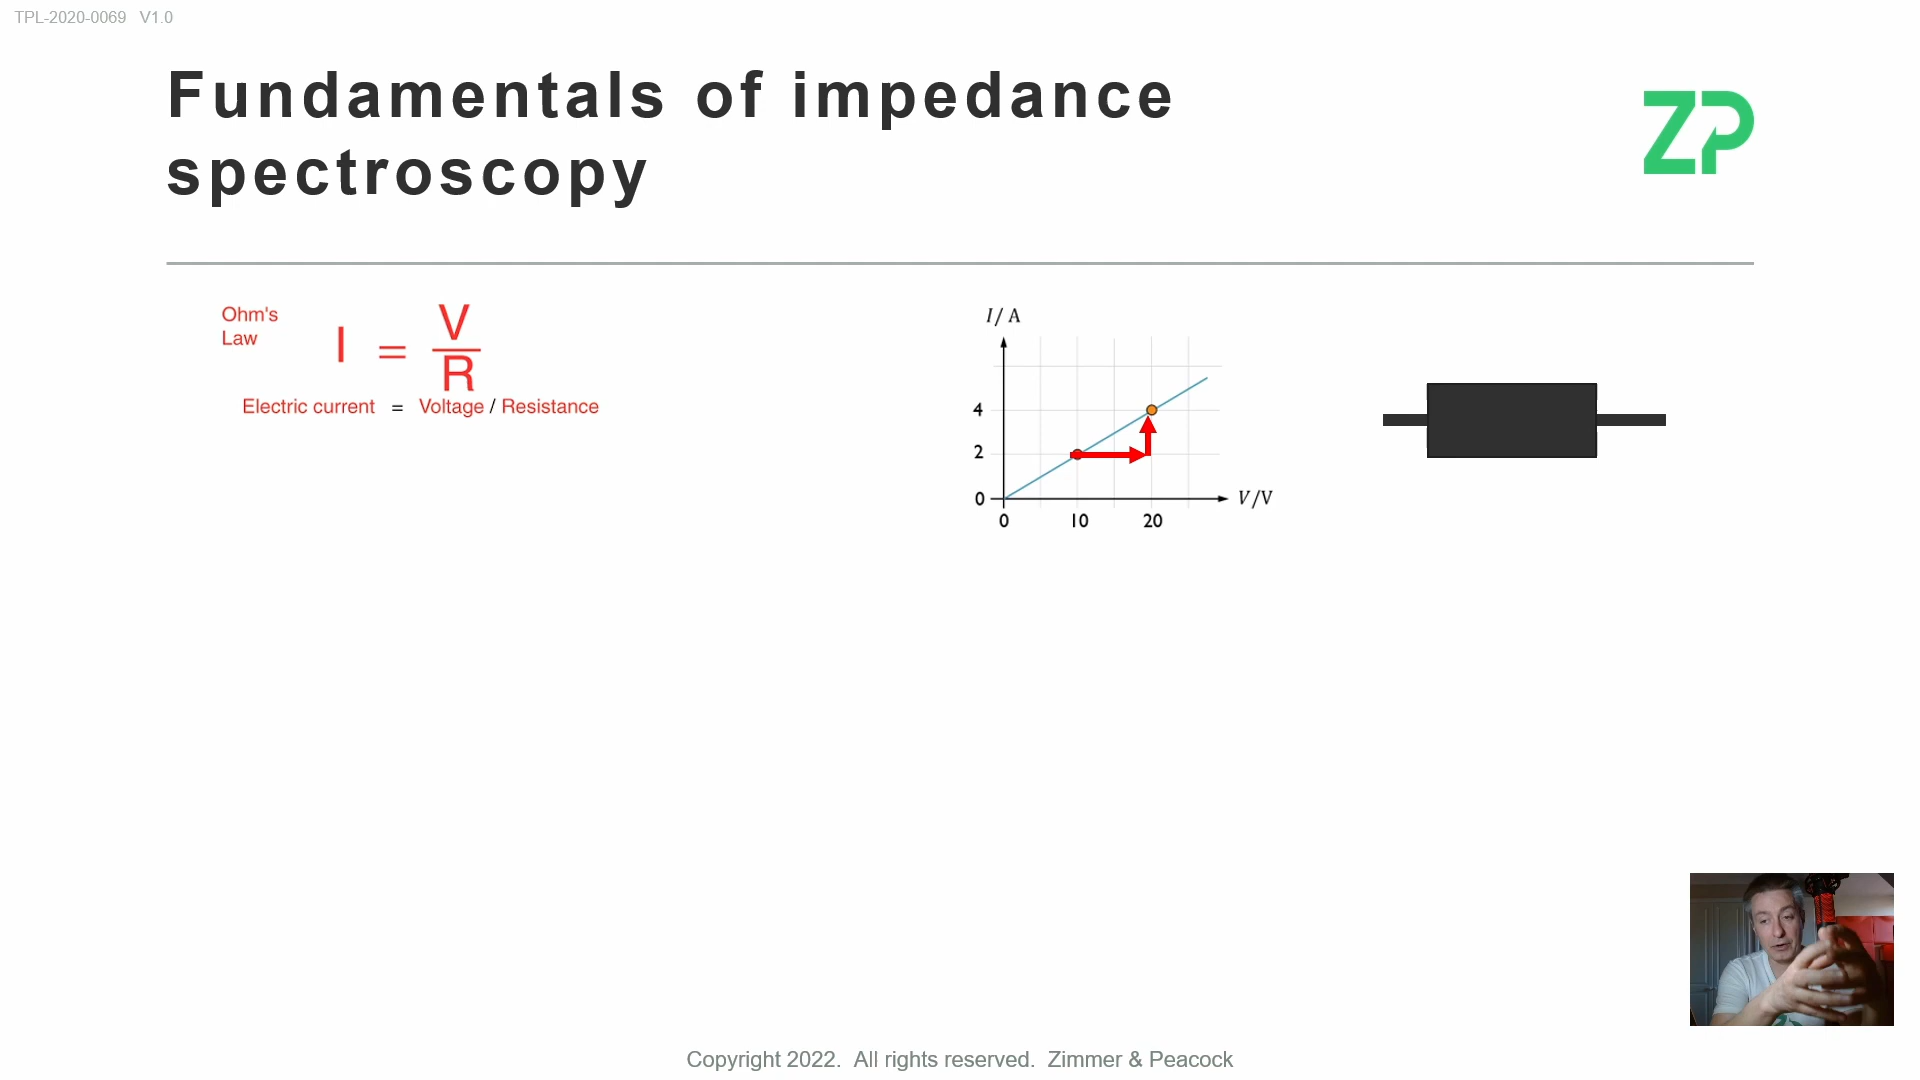 TPL-2020-0069 V1.0
Fundamentals of impedance
spectroscopy
ZP
Ohm's
Law
I = V
R
Electric current = Voltage / Resistance
I/ A
4
2
0
0 10 20
V/V
Copyright 2022. All rights reserved. Zimmer & Peacock